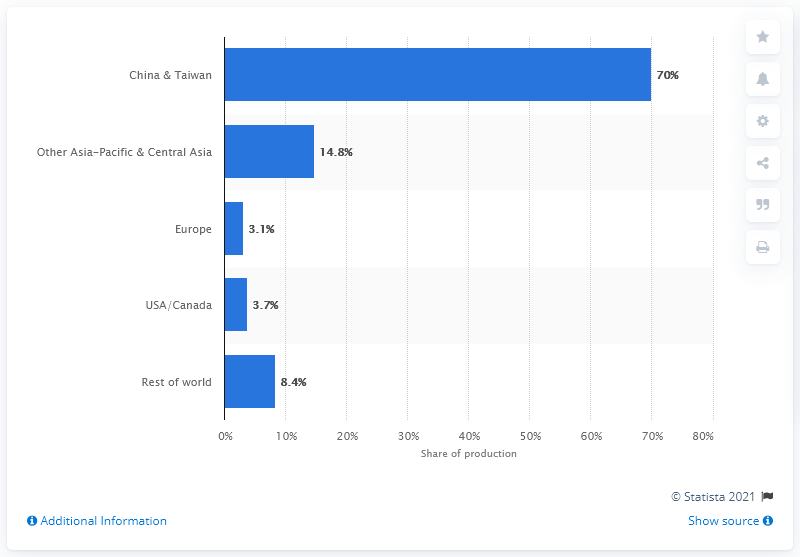 China & Taiwan 70%
Other Asia-Pacific & Central Asia 14.8%
Europe 3.1%
USA/Canada 3.7%
Rest of world 8.4%
0% 10% 20% 30% 40% 50% 60% 70% 80%
Share of production
© Statista 2021
Additional Information Show source